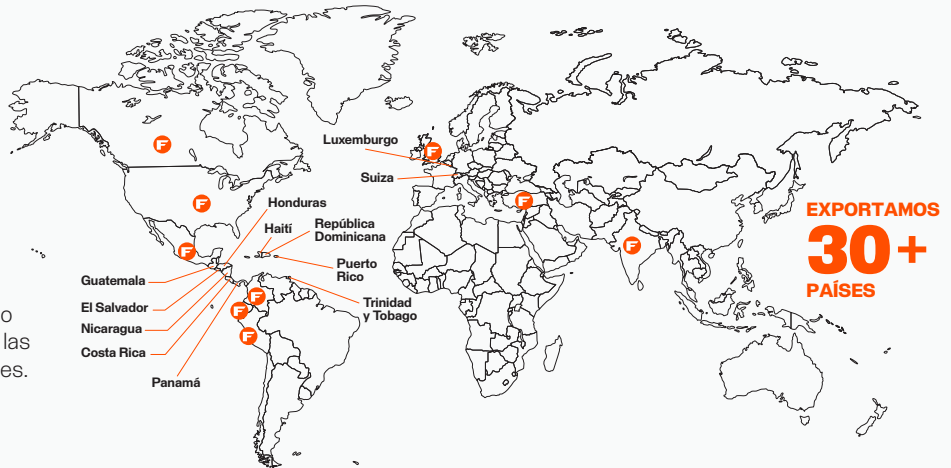 Luxemburgo
Suiza
Honduras
Haití
República
Dominicana
Puerto
Rico
Trinidad
y Tobago
Guatemala
El Salvador
Nicaragua
Costa Rica
Panamá
o
las
es.
EXPORTAMOS
30+
PAÍSES
F
F
F
F
F
F
F
F
F